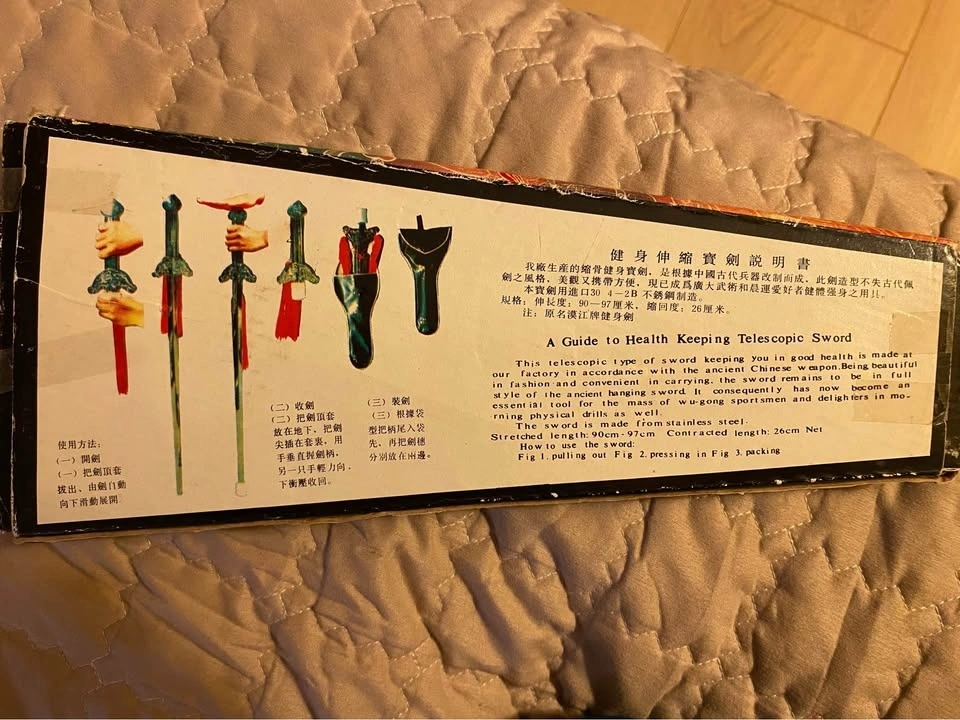 健身伸缩寳劍説明書
我廠生産的縮骨健身寳劍，是根據中國古代兵器改制而成，此劍造型不失古代佩
劍之風格，美觀又携帶方便，現已成爲廣大武術和晨運愛好者健體强身之用具。
本寳劍用進口30 4—2B 不銹鋼制造。
規格：伸長度：90—97厘米，縮回度：26厘米。
注：原名漠江牌健身劍
A Guide to Health Keeping Telescopic Sword
This telescopic type of sword keeping you in good health is made at
our factory in accordance with the ancient Chinese weapon.Being beautiful
in fashion and convenient in carrying, the sword remains to be in full
style of the ancient hanging sword. It consequently has now become an
essential tool for the mass of wu-gong sportsmen and delighters in mo-
rning physical drills as well.
The sword is made from stainless steel.
Stretched length: 90cm-97cm Contracted length: 26cm Net
How to use the sword:
Fig 1. pulling out Fig 2. pressing in Fig 3. packing
使用方法：
（一）開劍
（一）把劍頂套
拔出、由劍自動
向下滑動展開
（二）收劍
（二）把劍頂套
放在地下，把劍
尖插在套裏，用
手垂直握劍柄，
另一只手輕力向，
下衝壓收回。
（三）裝劍
（三）根據袋
型把柄尾入袋
先、再把劍穗
分别放在兩邊。